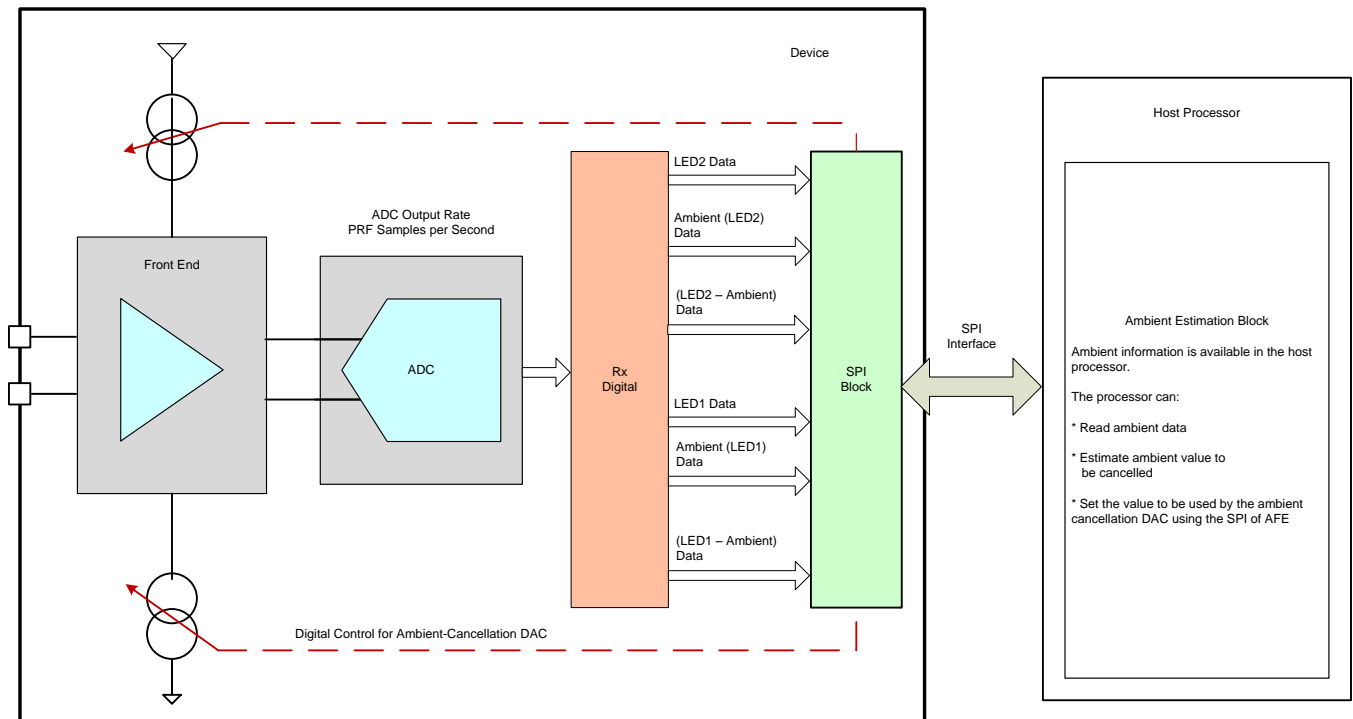 Device
Host Processor
ADC Output Rate
PRF Samples per Second
Front End
ADC
Rx
Digital
LED2 Data
Ambient (LED2)
Data
(LED2 – Ambient)
Data
LED1 Data
Ambient (LED1)
Data
(LED1 – Ambient)
Data
SPI
Block
SPI
Interface
Ambient Estimation Block
Ambient information is available in the host
processor.
The processor can:
* Read ambient data
* Estimate ambient value to
be cancelled
* Set the value to be used by the ambient
cancellation DAC using the SPI of AFE
Digital Control for Ambient-Cancellation DAC